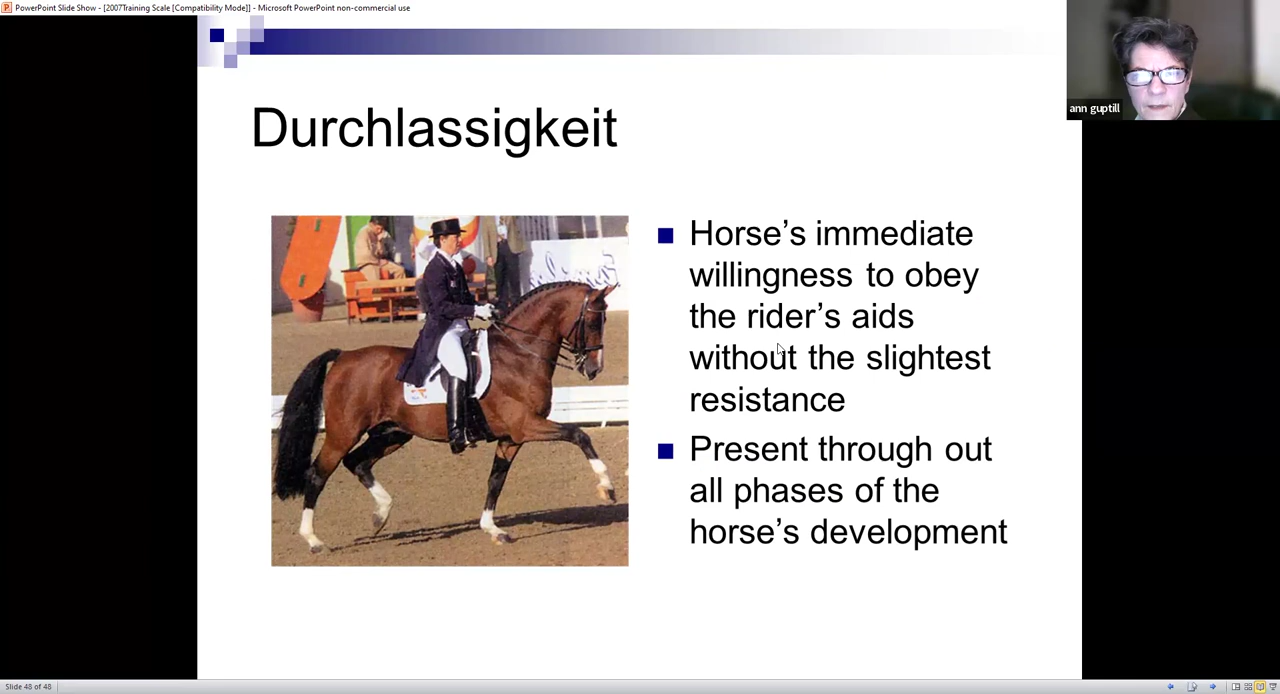 PowerPoint Slide Show - [2007Training Scale [Compatibility Mode]] - Microsoft PowerPoint non-commercial use
ann guptill
Durchlassigkeit
Horse’s immediate
willingness to obey
the rider’s aids
without the slightest
resistance
Present through out
all phases of the
horse’s development
Slide 48 of 48